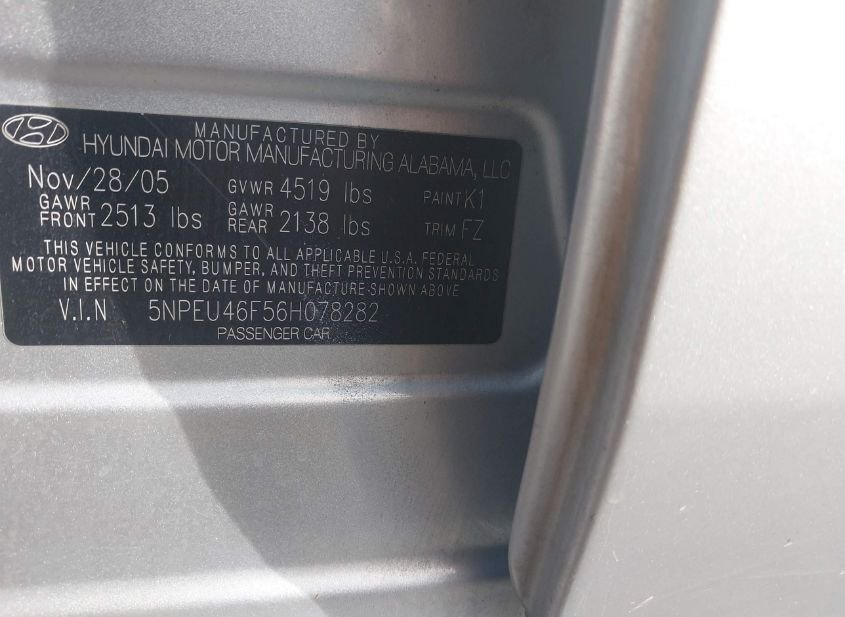 MANUFACTURED BY
HYUNDAI MOTOR MANUFACTURING ALABAMA, LLC
Nov/28/05 GVWR 4519 lbs PAINT K1
GAWR FRONT 2513 lbs GAWR REAR 2138 lbs TRIM FZ
THIS VEHICLE CONFORMS TO ALL APPLICABLE U.S.A. FEDERAL
MOTOR VEHICLE SAFETY, BUMPER, AND THEFT PREVENTION STANDARDS
IN EFFECT ON THE DATE OF MANUFACTURE SHOWN ABOVE
V.I.N 5NPEU46F56H078282
PASSENGER CAR